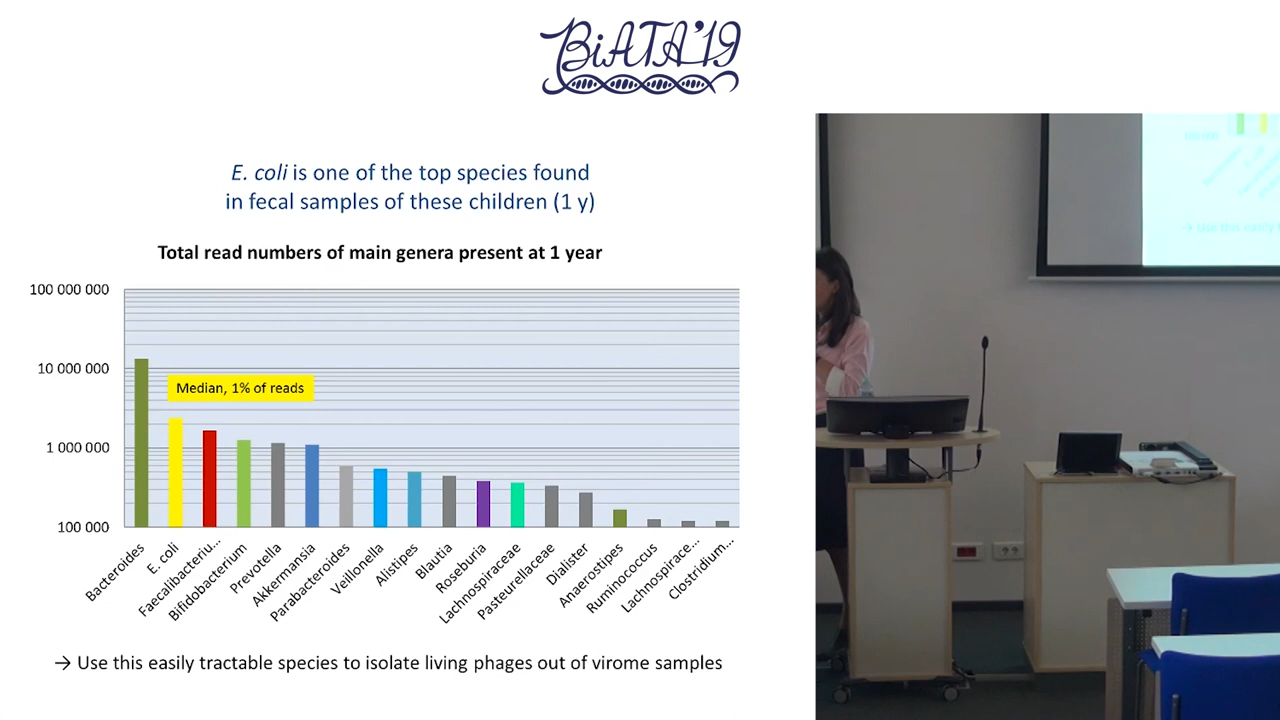 BiATA'19
E. coli is one of the top species found
in fecal samples of these children (1 y)
Total read numbers of main genera present at 1 year
100 000 000
10 000 000
1 000 000
100 000
Median, 1% of reads
Bacteroides
E. coli
Faecalibacteriu...
Bifidobacterium
Prevotella
Akkermansia
Parabacteroides
Veillonella
Alistipes
Blautia
Roseburia
Lachnospiraceae
Pasteurellaceae
Dialister
Anaerostipes
Ruminococcus
Lachnospirace...
Clostridium...
→ Use this easily tractable species to isolate living phages out of virome samples
→ Use this easily